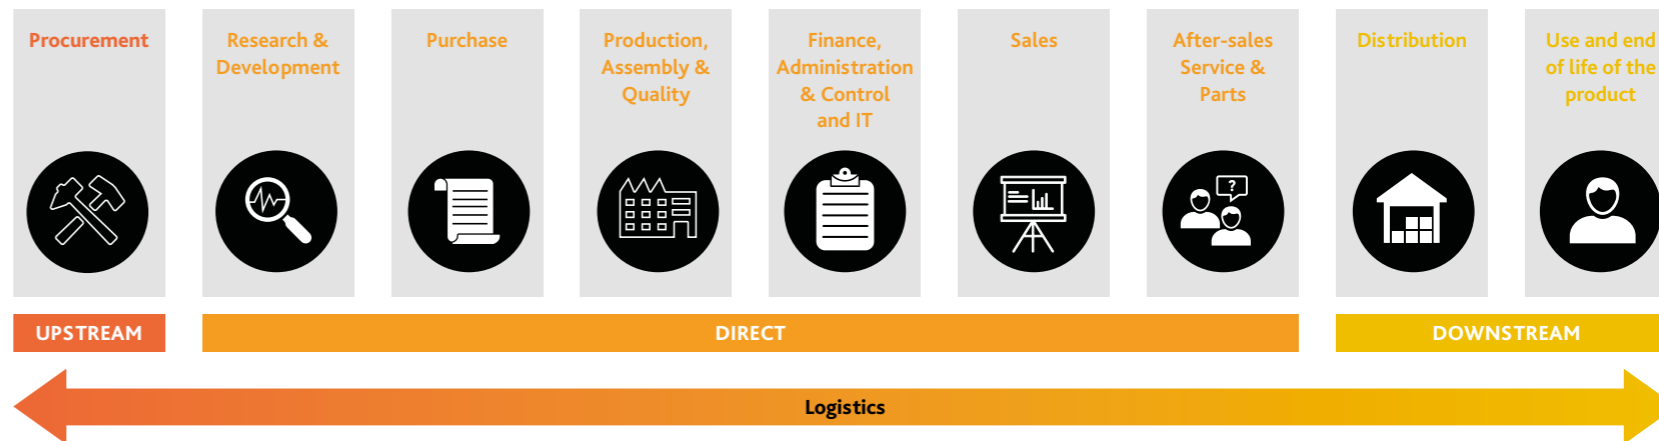 Procurement
Research &
Development
Purchase
Production,
Assembly &
Quality
Finance,
Administration
& Control
and IT
Sales
After-sales
Service &
Parts
Distribution
Use and end
of life of the
product
?
UPSTREAM
DIRECT
DOWNSTREAM
Logistics